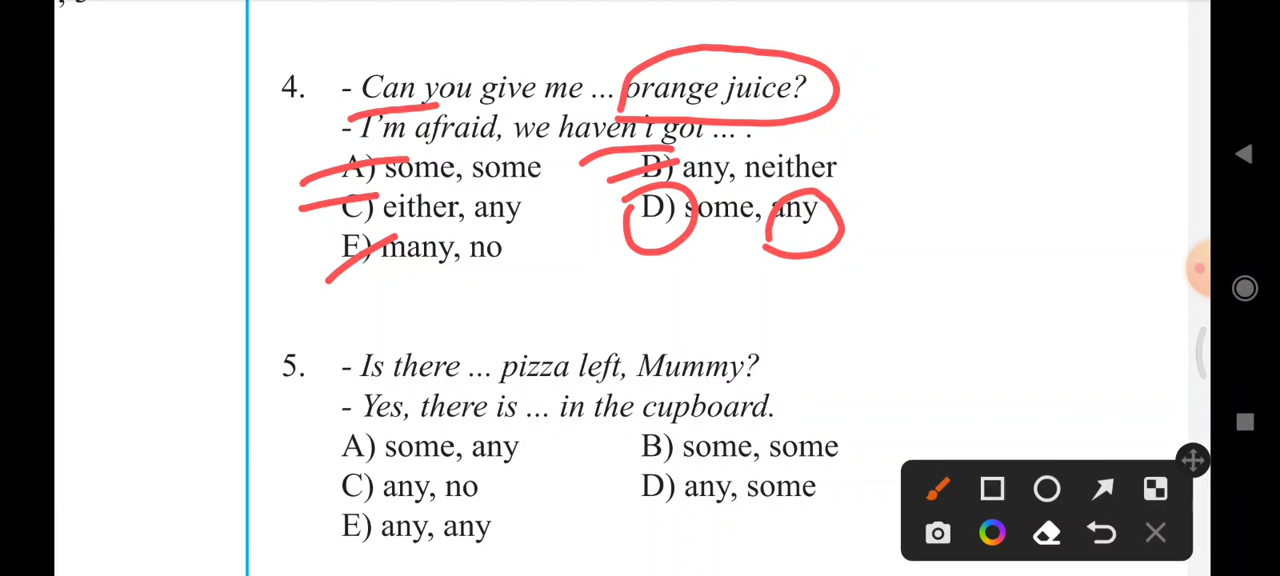 4. - Can you give me ... orange juice?
- I'm afraid, we haven't got ... .
A) some, some B) any, neither
C) either, any D) some, any
E) many, no
5. - Is there ... pizza left, Mummy?
- Yes, there is ... in the cupboard.
A) some, any B) some, some
C) any, no D) any, some
E) any, any